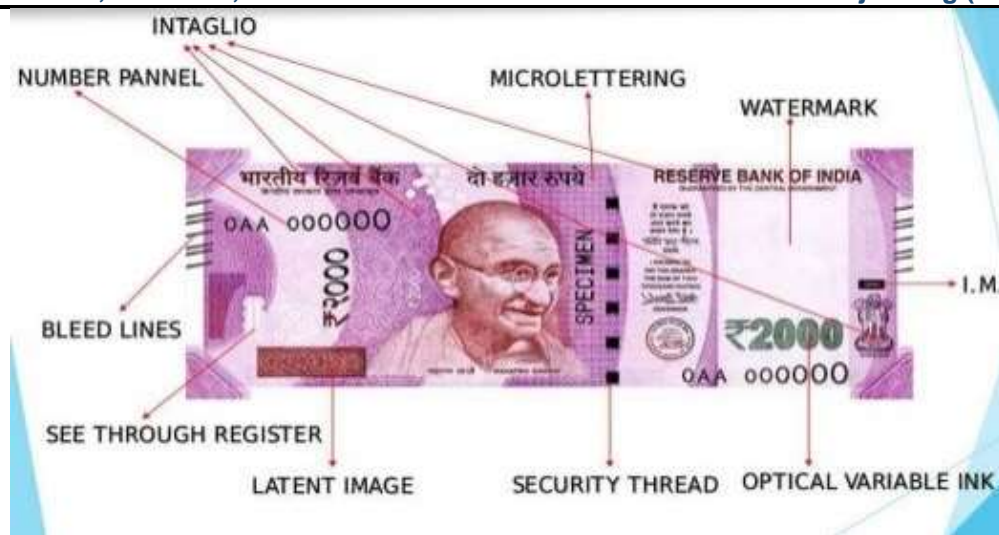 INTAGLIO
NUMBER PANNEL
MICROLETTERING
WATERMARK
भारतीय रिज़र्व बैंक
दो हज़ार रुपये
RESERVE BANK OF INDIA
0AA 000000
₹२०००
SPECIMEN
I.M.
BLEED LINES
₹2000
0AA 000000
SEE THROUGH REGISTER
LATENT IMAGE
SECURITY THREAD
OPTICAL VARIABLE INK